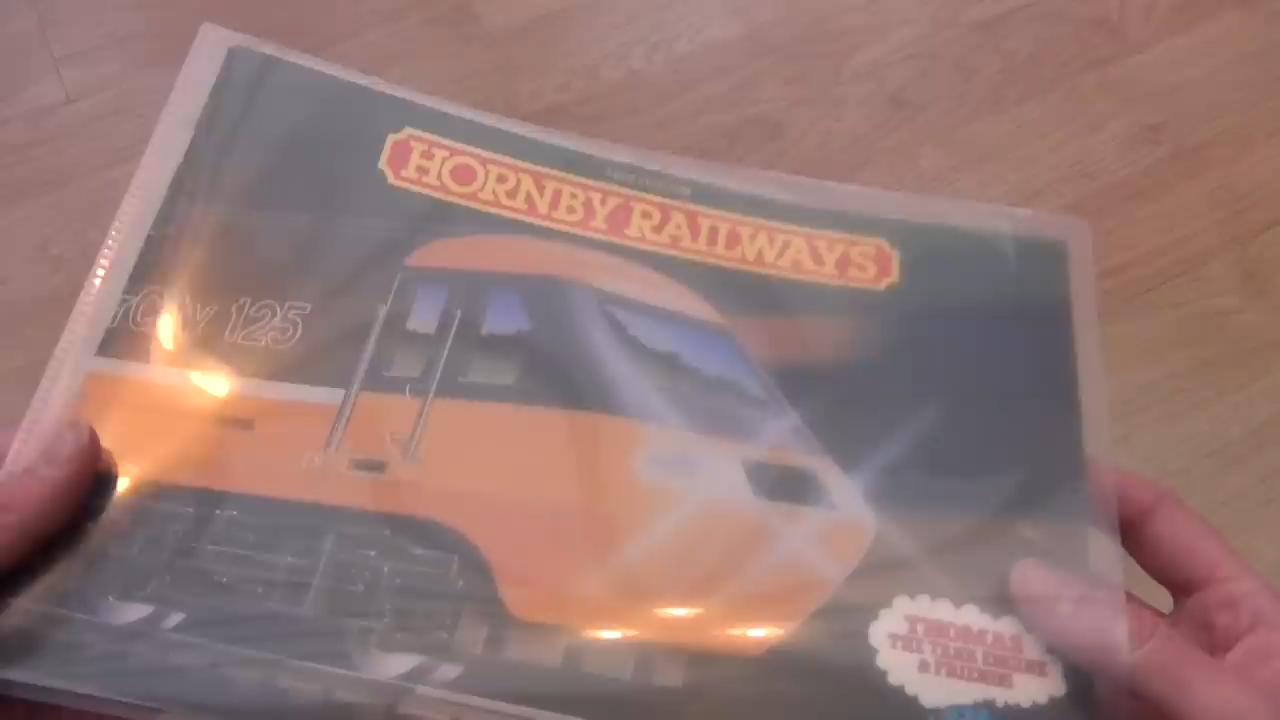 HORNBY RAILWAYS
125
THOMAS
THE TANK ENGINE
& FRIENDS